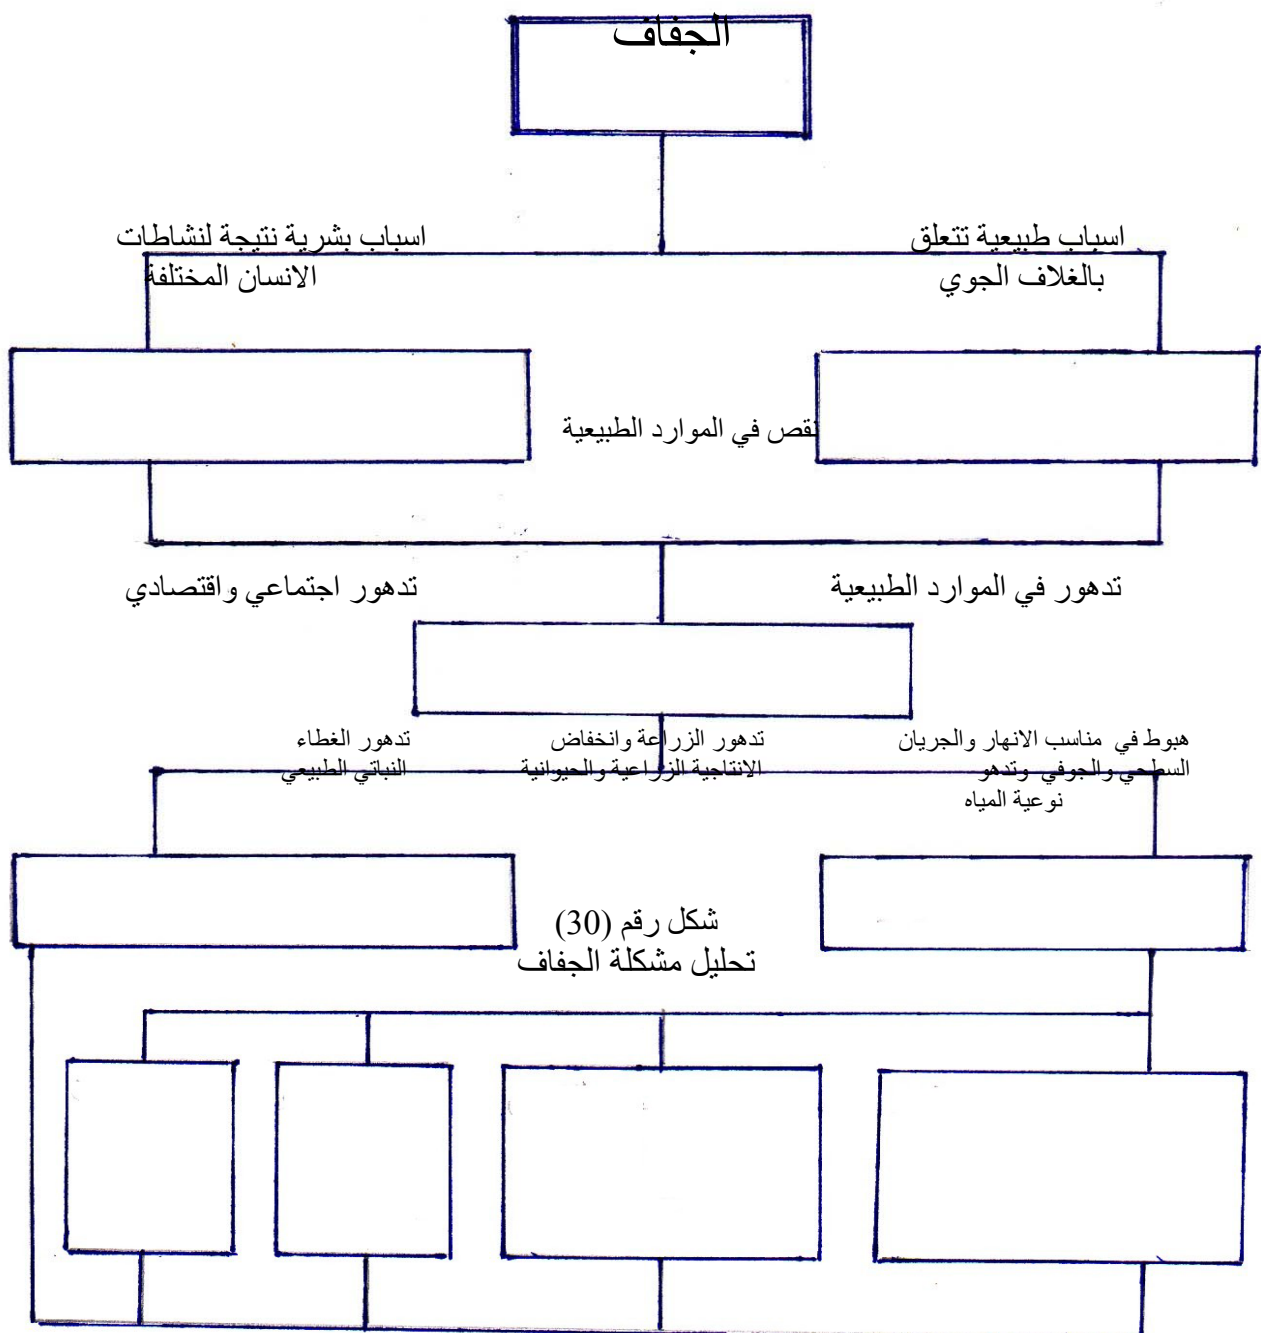 الجفاف
اسباب طبيعية تتعلق
بالغلاف الجوي
اسباب بشرية نتيجة لنشاطات
الانسان المختلفة
نقص في الموارد الطبيعية
تدهور في الموارد الطبيعية
تدهور اجتماعي واقتصادي
هبوط في مناسب الانهار والجريان
السطحي والجوفي وتدهو
نوعية المياه
تدهور الزراعة وانخفاض
الانتاجية الزراعية والحيوانية
تدهور الغطاء
النباتي الطبيعي
شكل رقم (30)
تحليل مشكلة الجفاف